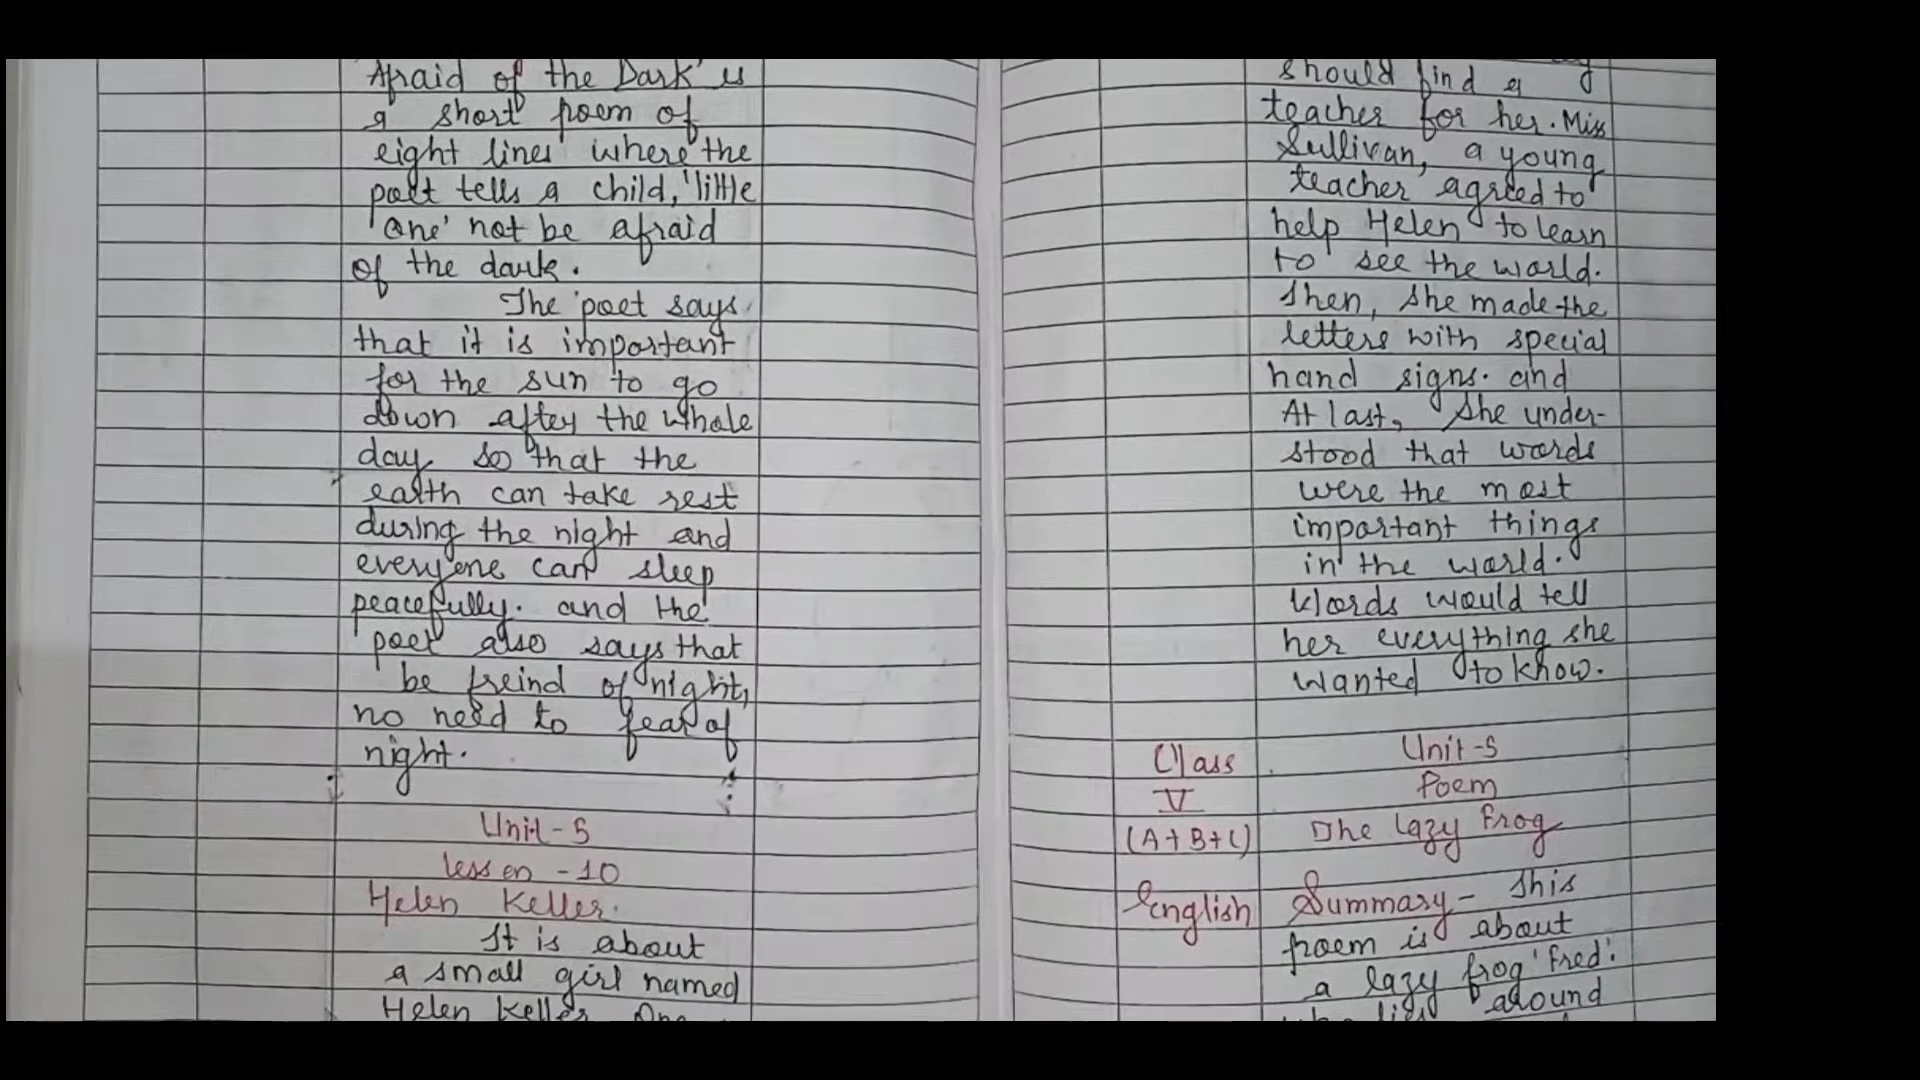 Afraid of the Dark' is
a short poem of
eight lines where the
poet tells a child, 'little
one' not be afraid
of the dark.
The poet says
that it is important
for the sun to go
down after the whole
day so that the
earth can take rest
during the night and
everyone can sleep
peacefully. and the
poet also says that
be freind of night,
no need to fear of
night.
Unit-5
lesson -10
Helen Keller.
It is about
a small girl named
Helen Keller. One
should find a
teacher for her. Miss
Sullivan, a young
teacher agreed to
help Helen to learn
to see the world.
Then, she made the
letters with special
hand signs. and
At last, she under-
stood that words
were the most
important things
in the world.
Words would tell
her everything she
wanted to know.
Class
V
(A+B+C)
English
Unit-5
Poem
The lazy Frog
Summary- This
poem is about
a lazy frog 'Fred'.
around